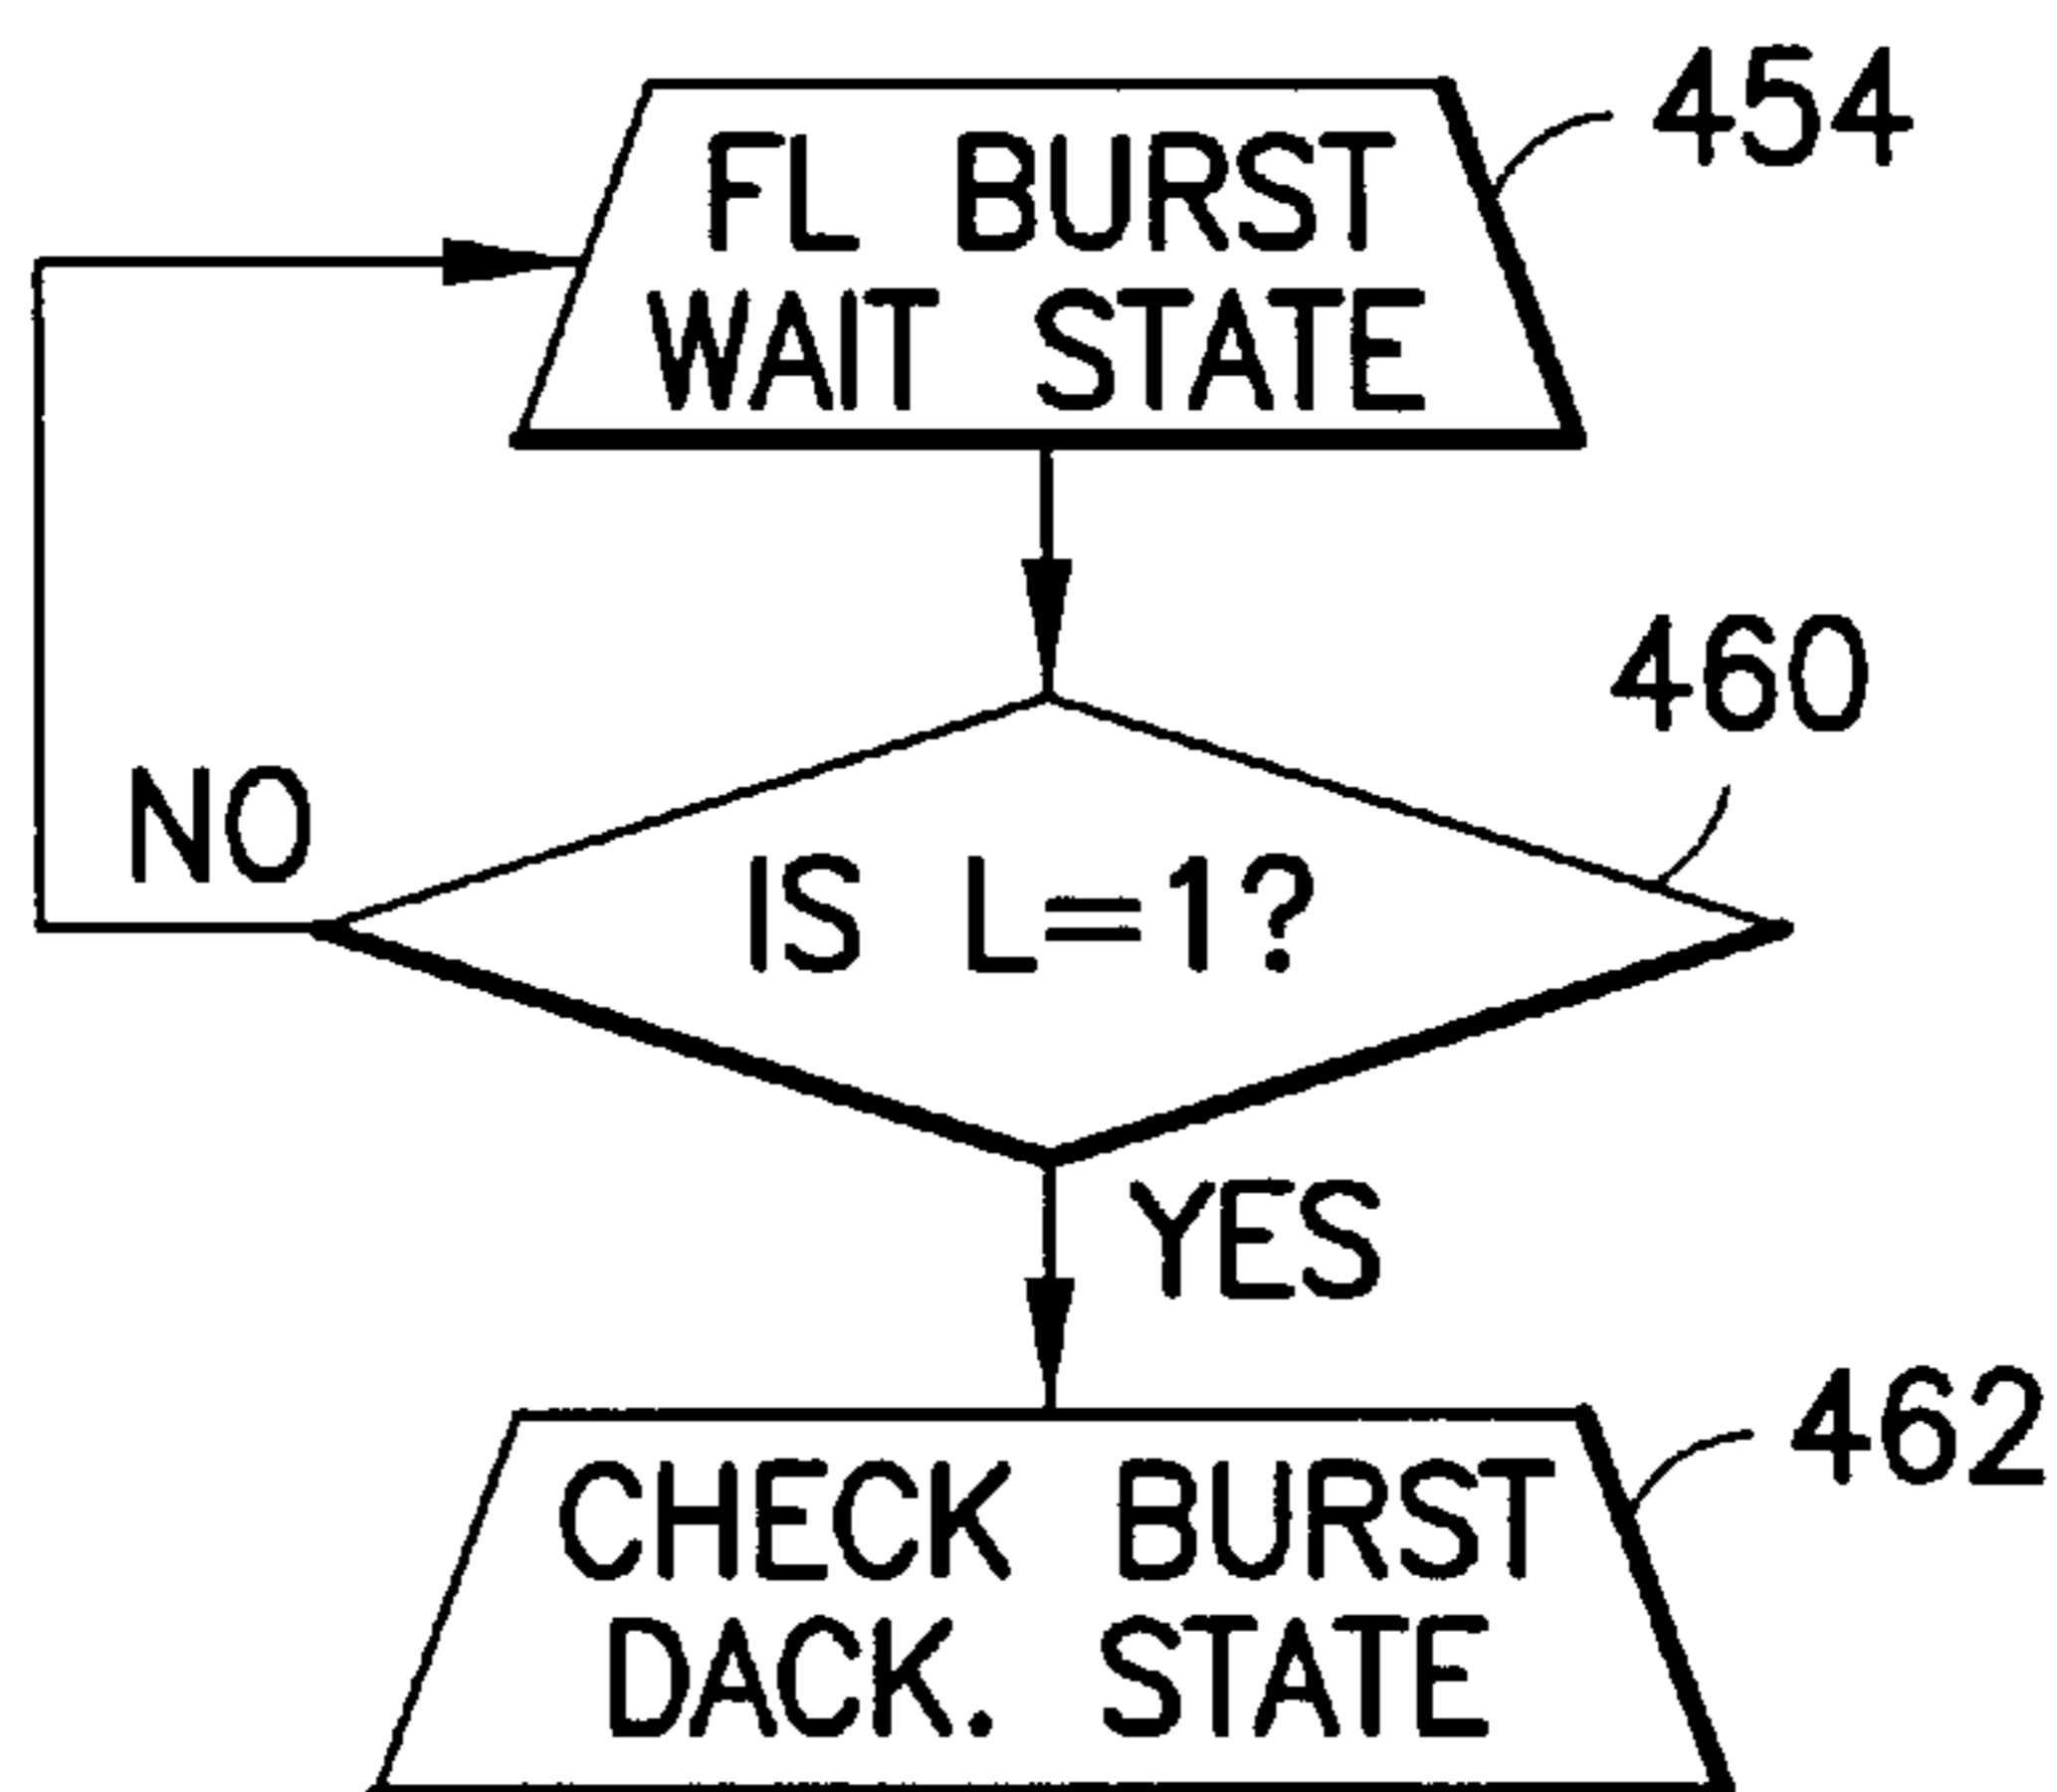 454
FL BURST
WAIT STATE
460
NO
IS L=1?
YES
462
CHECK BURST
DACK. STATE